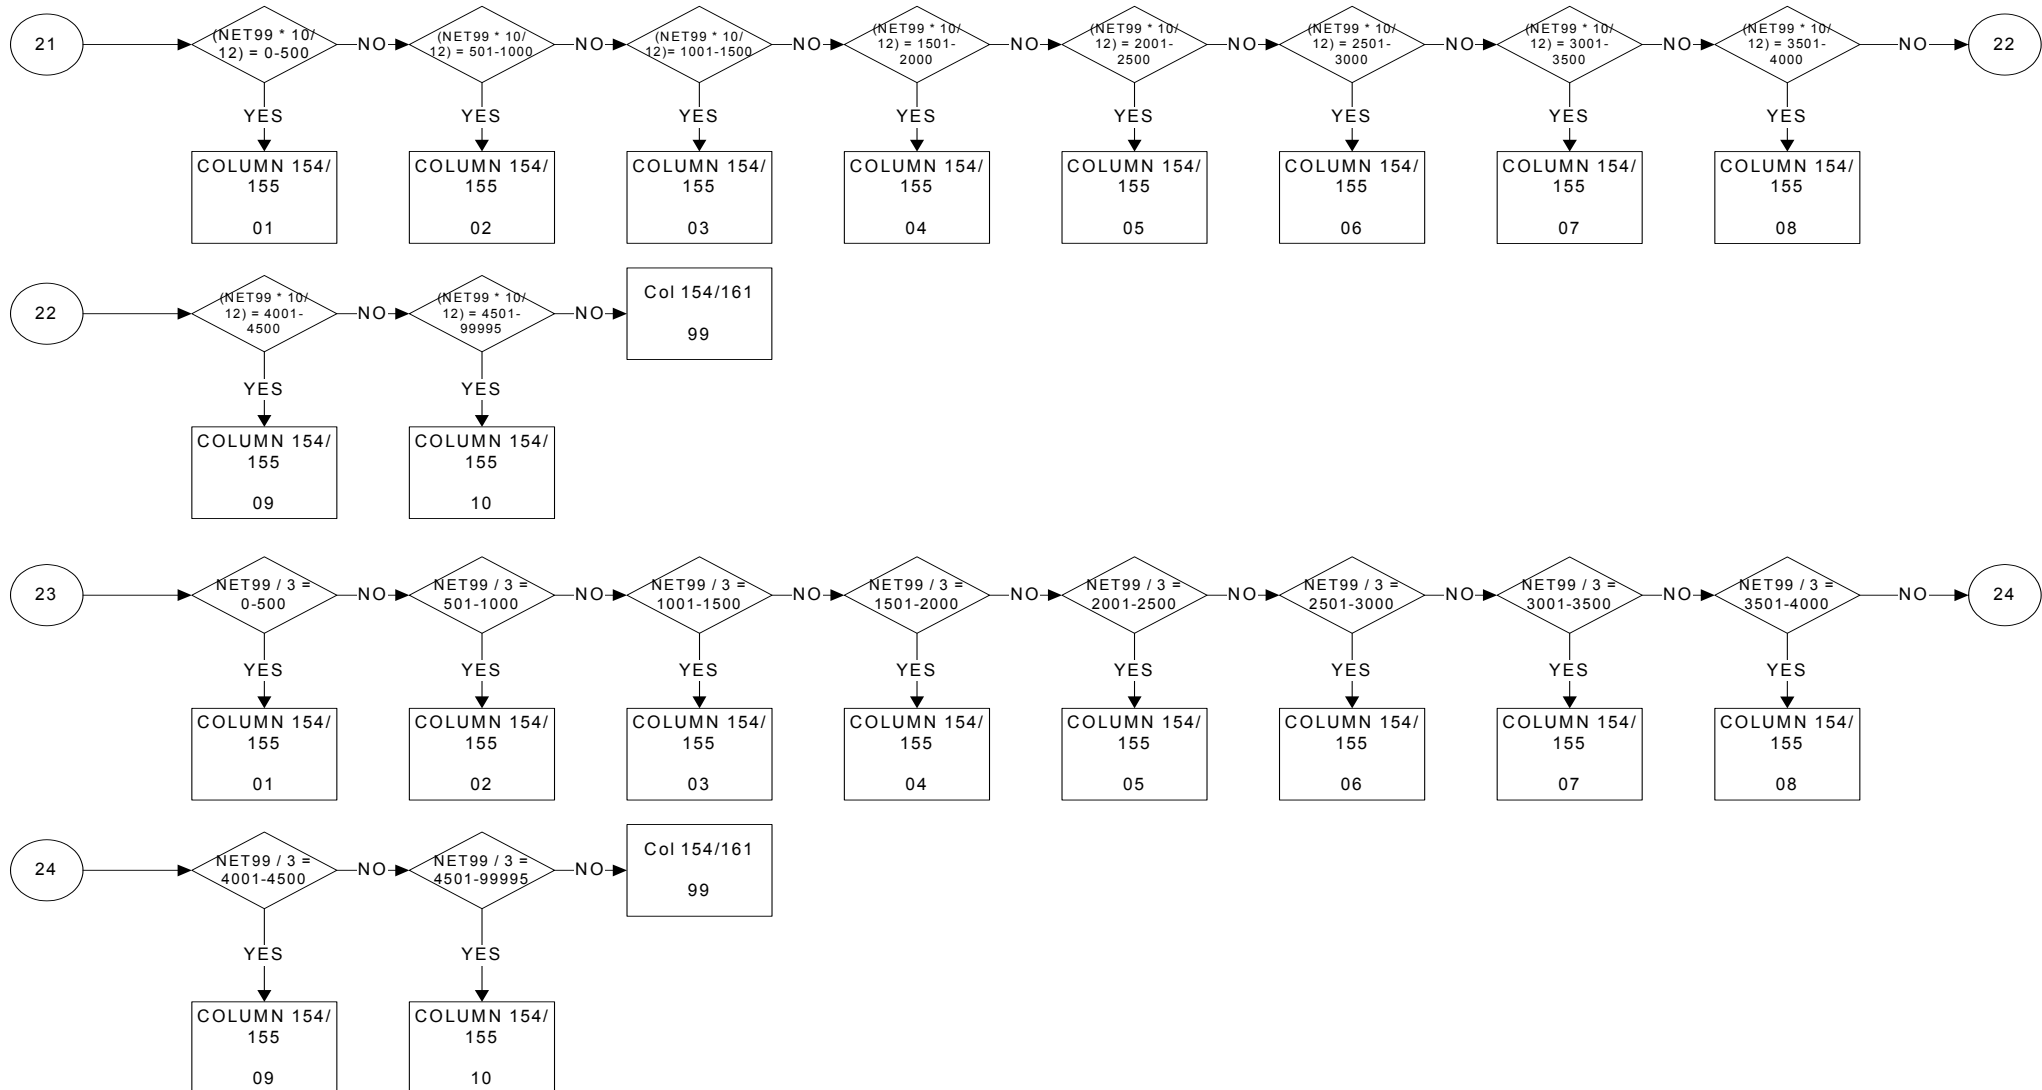 21
(NET99 * 10/
12) = 0-500
NO
(NET99 * 10/
12) = 501-1000
NO
(NET99 * 10/
12)= 1001-1500
NO
(NET99 * 10/
12) = 1501-
2000
NO
(NET99 * 10/
12) = 2001-
2500
NO
(NET99 * 10/
12) = 2501-
3000
NO
(NET99 * 10/
12) = 3001-
3500
NO
(NET99 * 10/
12) = 3501-
4000
NO
22
YES
YES
YES
YES
YES
YES
YES
YES
COLUMN 154/
155
01
COLUMN 154/
155
02
COLUMN 154/
155
03
COLUMN 154/
155
04
COLUMN 154/
155
05
COLUMN 154/
155
06
COLUMN 154/
155
07
COLUMN 154/
155
08
22
(NET99 * 10/
12) = 4001-
4500
NO
(NET99 * 10/
12) = 4501-
99995
NO
Col 154/161
99
YES
YES
COLUMN 154/
155
09
COLUMN 154/
155
10
23
NET99 / 3 =
0-500
NO
NET99 / 3 =
501-1000
NO
NET99 / 3 =
1001-1500
NO
NET99 / 3 =
1501-2000
NO
NET99 / 3 =
2001-2500
NO
NET99 / 3 =
2501-3000
NO
NET99 / 3 =
3001-3500
NO
NET99 / 3 =
3501-4000
NO
24
YES
YES
YES
YES
YES
YES
YES
YES
COLUMN 154/
155
01
COLUMN 154/
155
02
COLUMN 154/
155
03
COLUMN 154/
155
04
COLUMN 154/
155
05
COLUMN 154/
155
06
COLUMN 154/
155
07
COLUMN 154/
155
08
24
NET99 / 3 =
4001-4500
NO
NET99 / 3 =
4501-99995
NO
Col 154/161
99
YES
YES
COLUMN 154/
155
09
COLUMN 154/
155
10